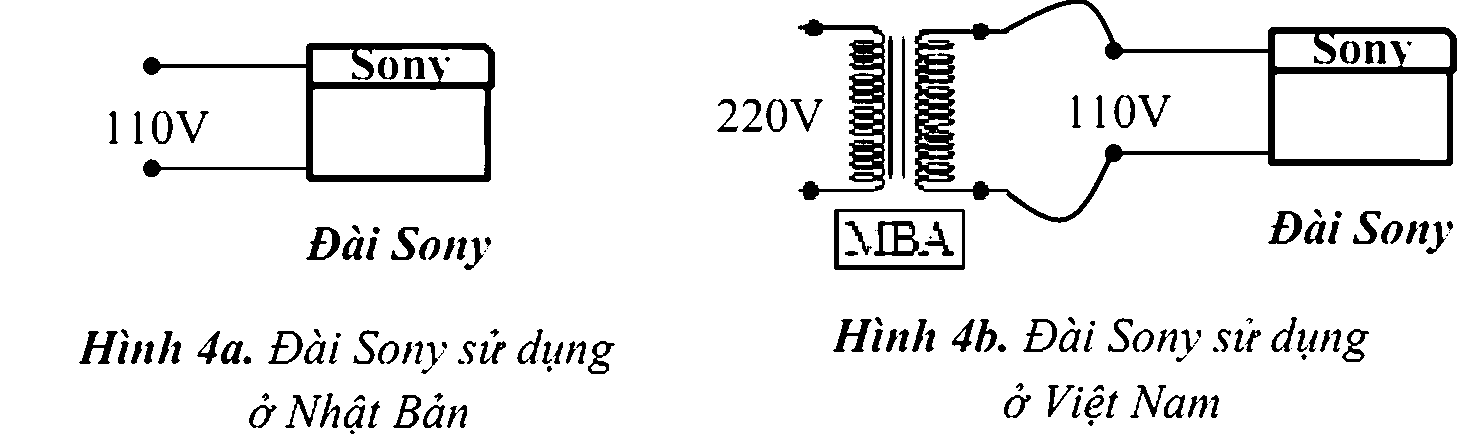 Sony
110V
Đài Sony
Hình 4a. Đài Sony sử dụng
ở Nhật Bản
220V
MBA
110V
Sony
Đài Sony
Hình 4b. Đài Sony sử dụng
ở Việt Nam